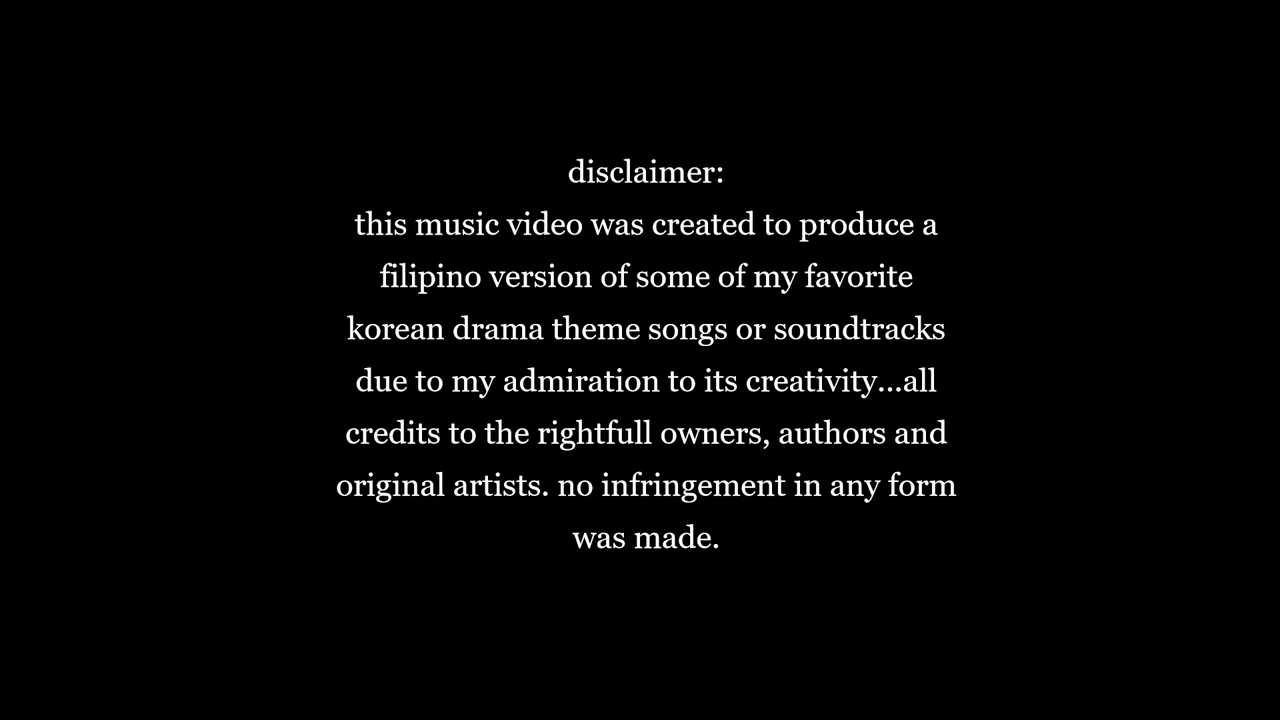 disclaimer:
this music video was created to produce a
filipino version of some of my favorite
korean drama theme songs or soundtracks
due to my admiration to its creativity...all
credits to the rightfull owners, authors and
original artists. no infringement in any form
was made.